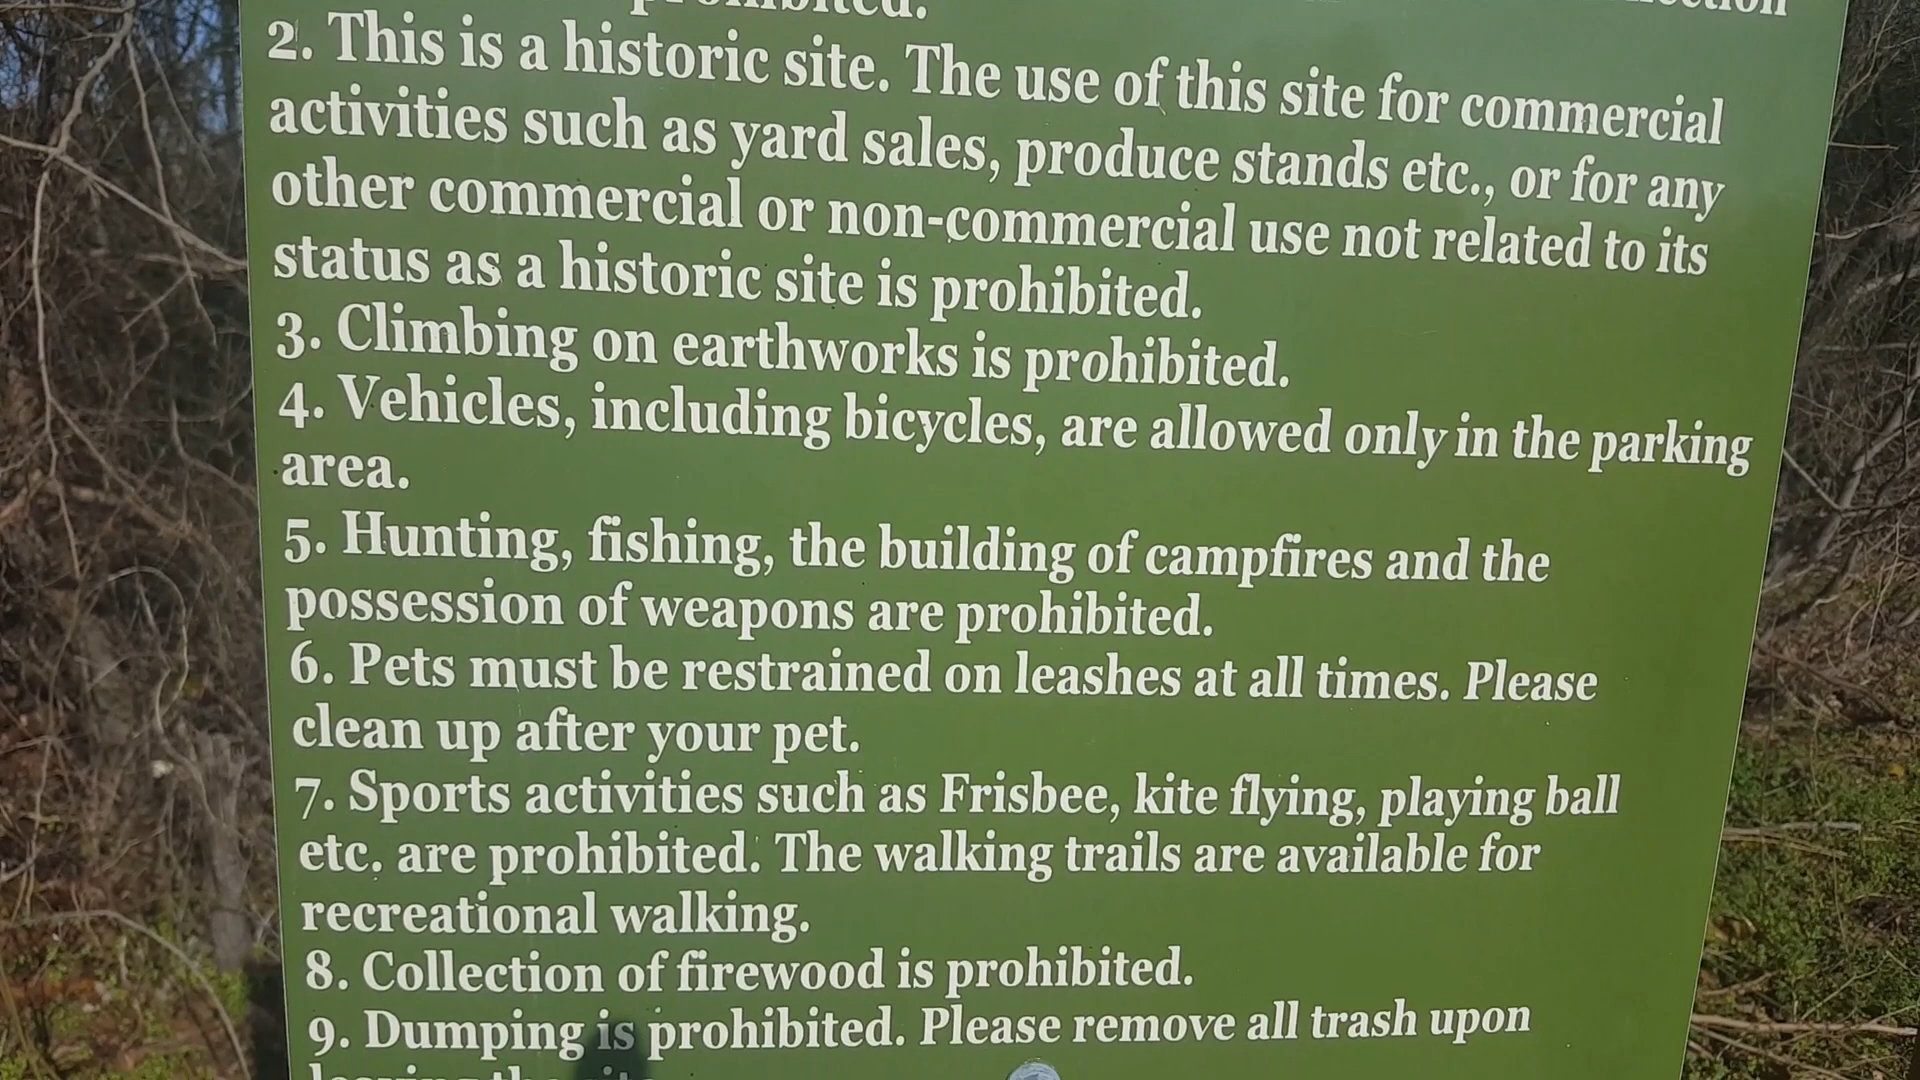 prohibited.
2. This is a historic site. The use of this site for commercial
activities such as yard sales, produce stands etc., or for any
other commercial or non-commercial use not related to its
status as a historic site is prohibited.
3. Climbing on earthworks is prohibited.
4. Vehicles, including bicycles, are allowed only in the parking
area.
5. Hunting, fishing, the building of campfires and the
possession of weapons are prohibited.
6. Pets must be restrained on leashes at all times. Please
clean up after your pet.
7. Sports activities such as Frisbee, kite flying, playing ball
etc. are prohibited. The walking trails are available for
recreational walking.
8. Collection of firewood is prohibited.
9. Dumping is prohibited. Please remove all trash upon
leaving the site